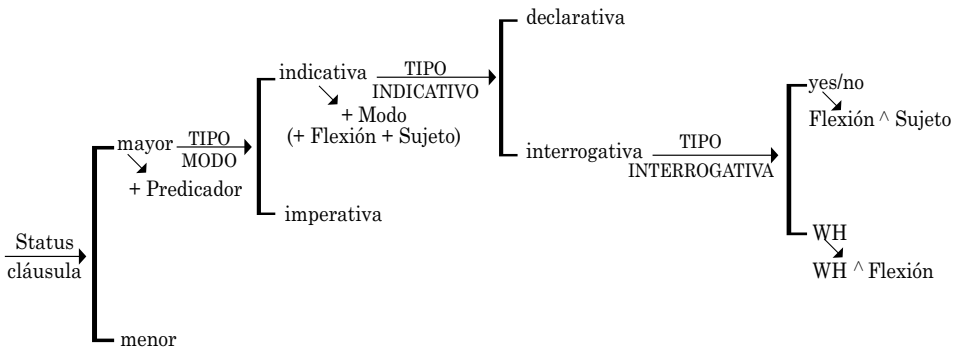 declarativa
indicativa
TIPO
INDICATIVO
+ Modo
(+ Flexión + Sujeto)
yes/no
Flexión ^ Sujeto
mayor
TIPO
MODO
+ Predicador
interrogativa
TIPO
INTERROGATIVA
imperativa
WH
WH ^ Flexión
Status
cláusula
menor